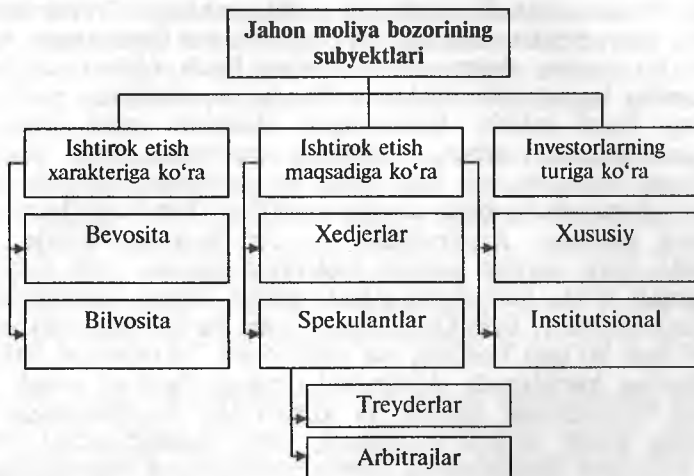 Jahon moliya bozorining
subyektlari
Ishtirok etish
xarakteriga ko‘ra
Ishtirok etish
maqsadiga ko‘ra
Investorlarning
turiga ko‘ra
Bevosita
Xedjerlar
Xususiy
Bilvosita
Spekulantlar
Institutsional
Treyderlar
Arbitrajlar